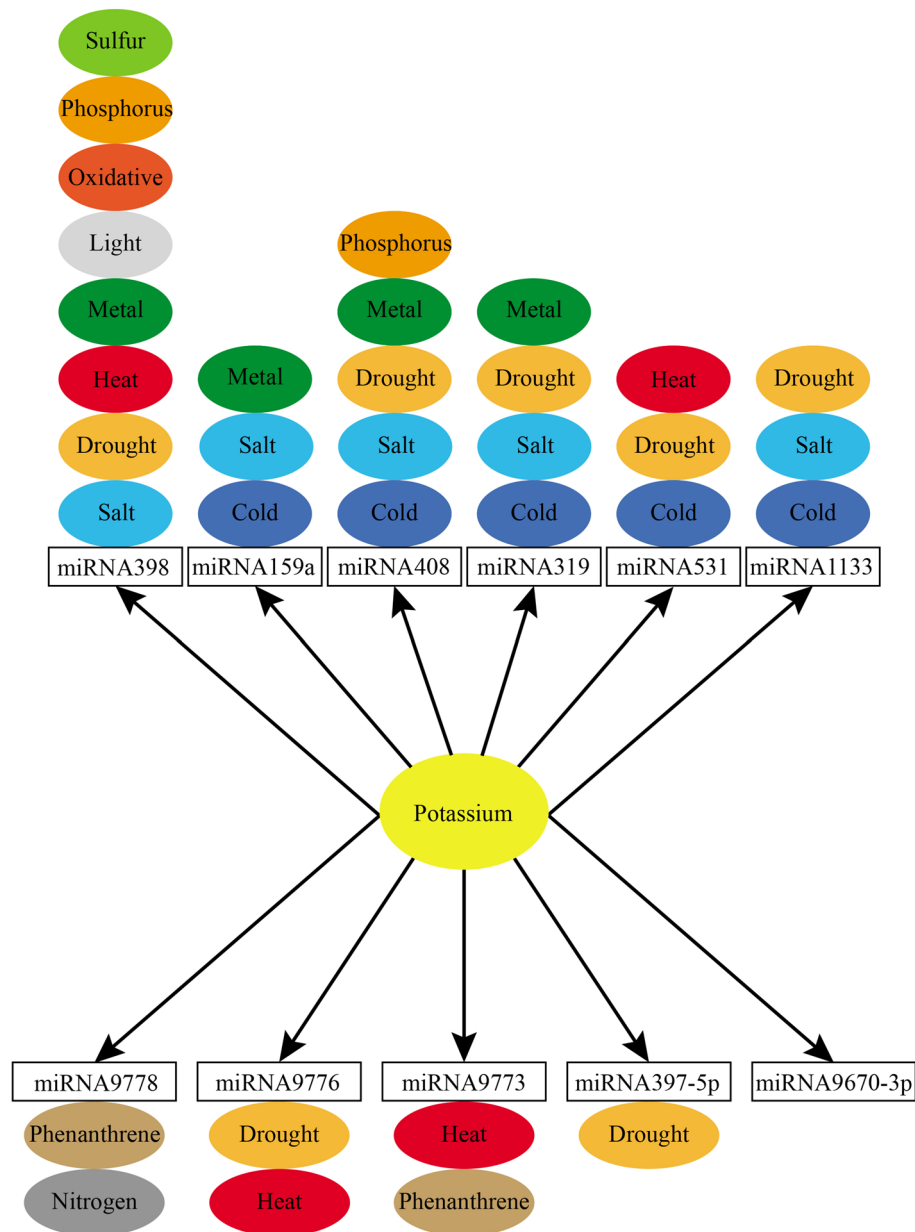 Sulfur
Phosphorus
Oxidative
Light
Phosphorus
Metal
Metal
Metal
Heat
Metal
Drought
Drought
Heat
Drought
Drought
Salt
Salt
Salt
Drought
Salt
Salt
Cold
Cold
Cold
Cold
Cold
miRNA398
miRNA159a
miRNA408
miRNA319
miRNA531
miRNA1133
Potassium
miRNA9778
miRNA9776
miRNA9773
miRNA397-5p
miRNA9670-3p
Phenanthrene
Drought
Heat
Drought
Nitrogen
Heat
Phenanthrene